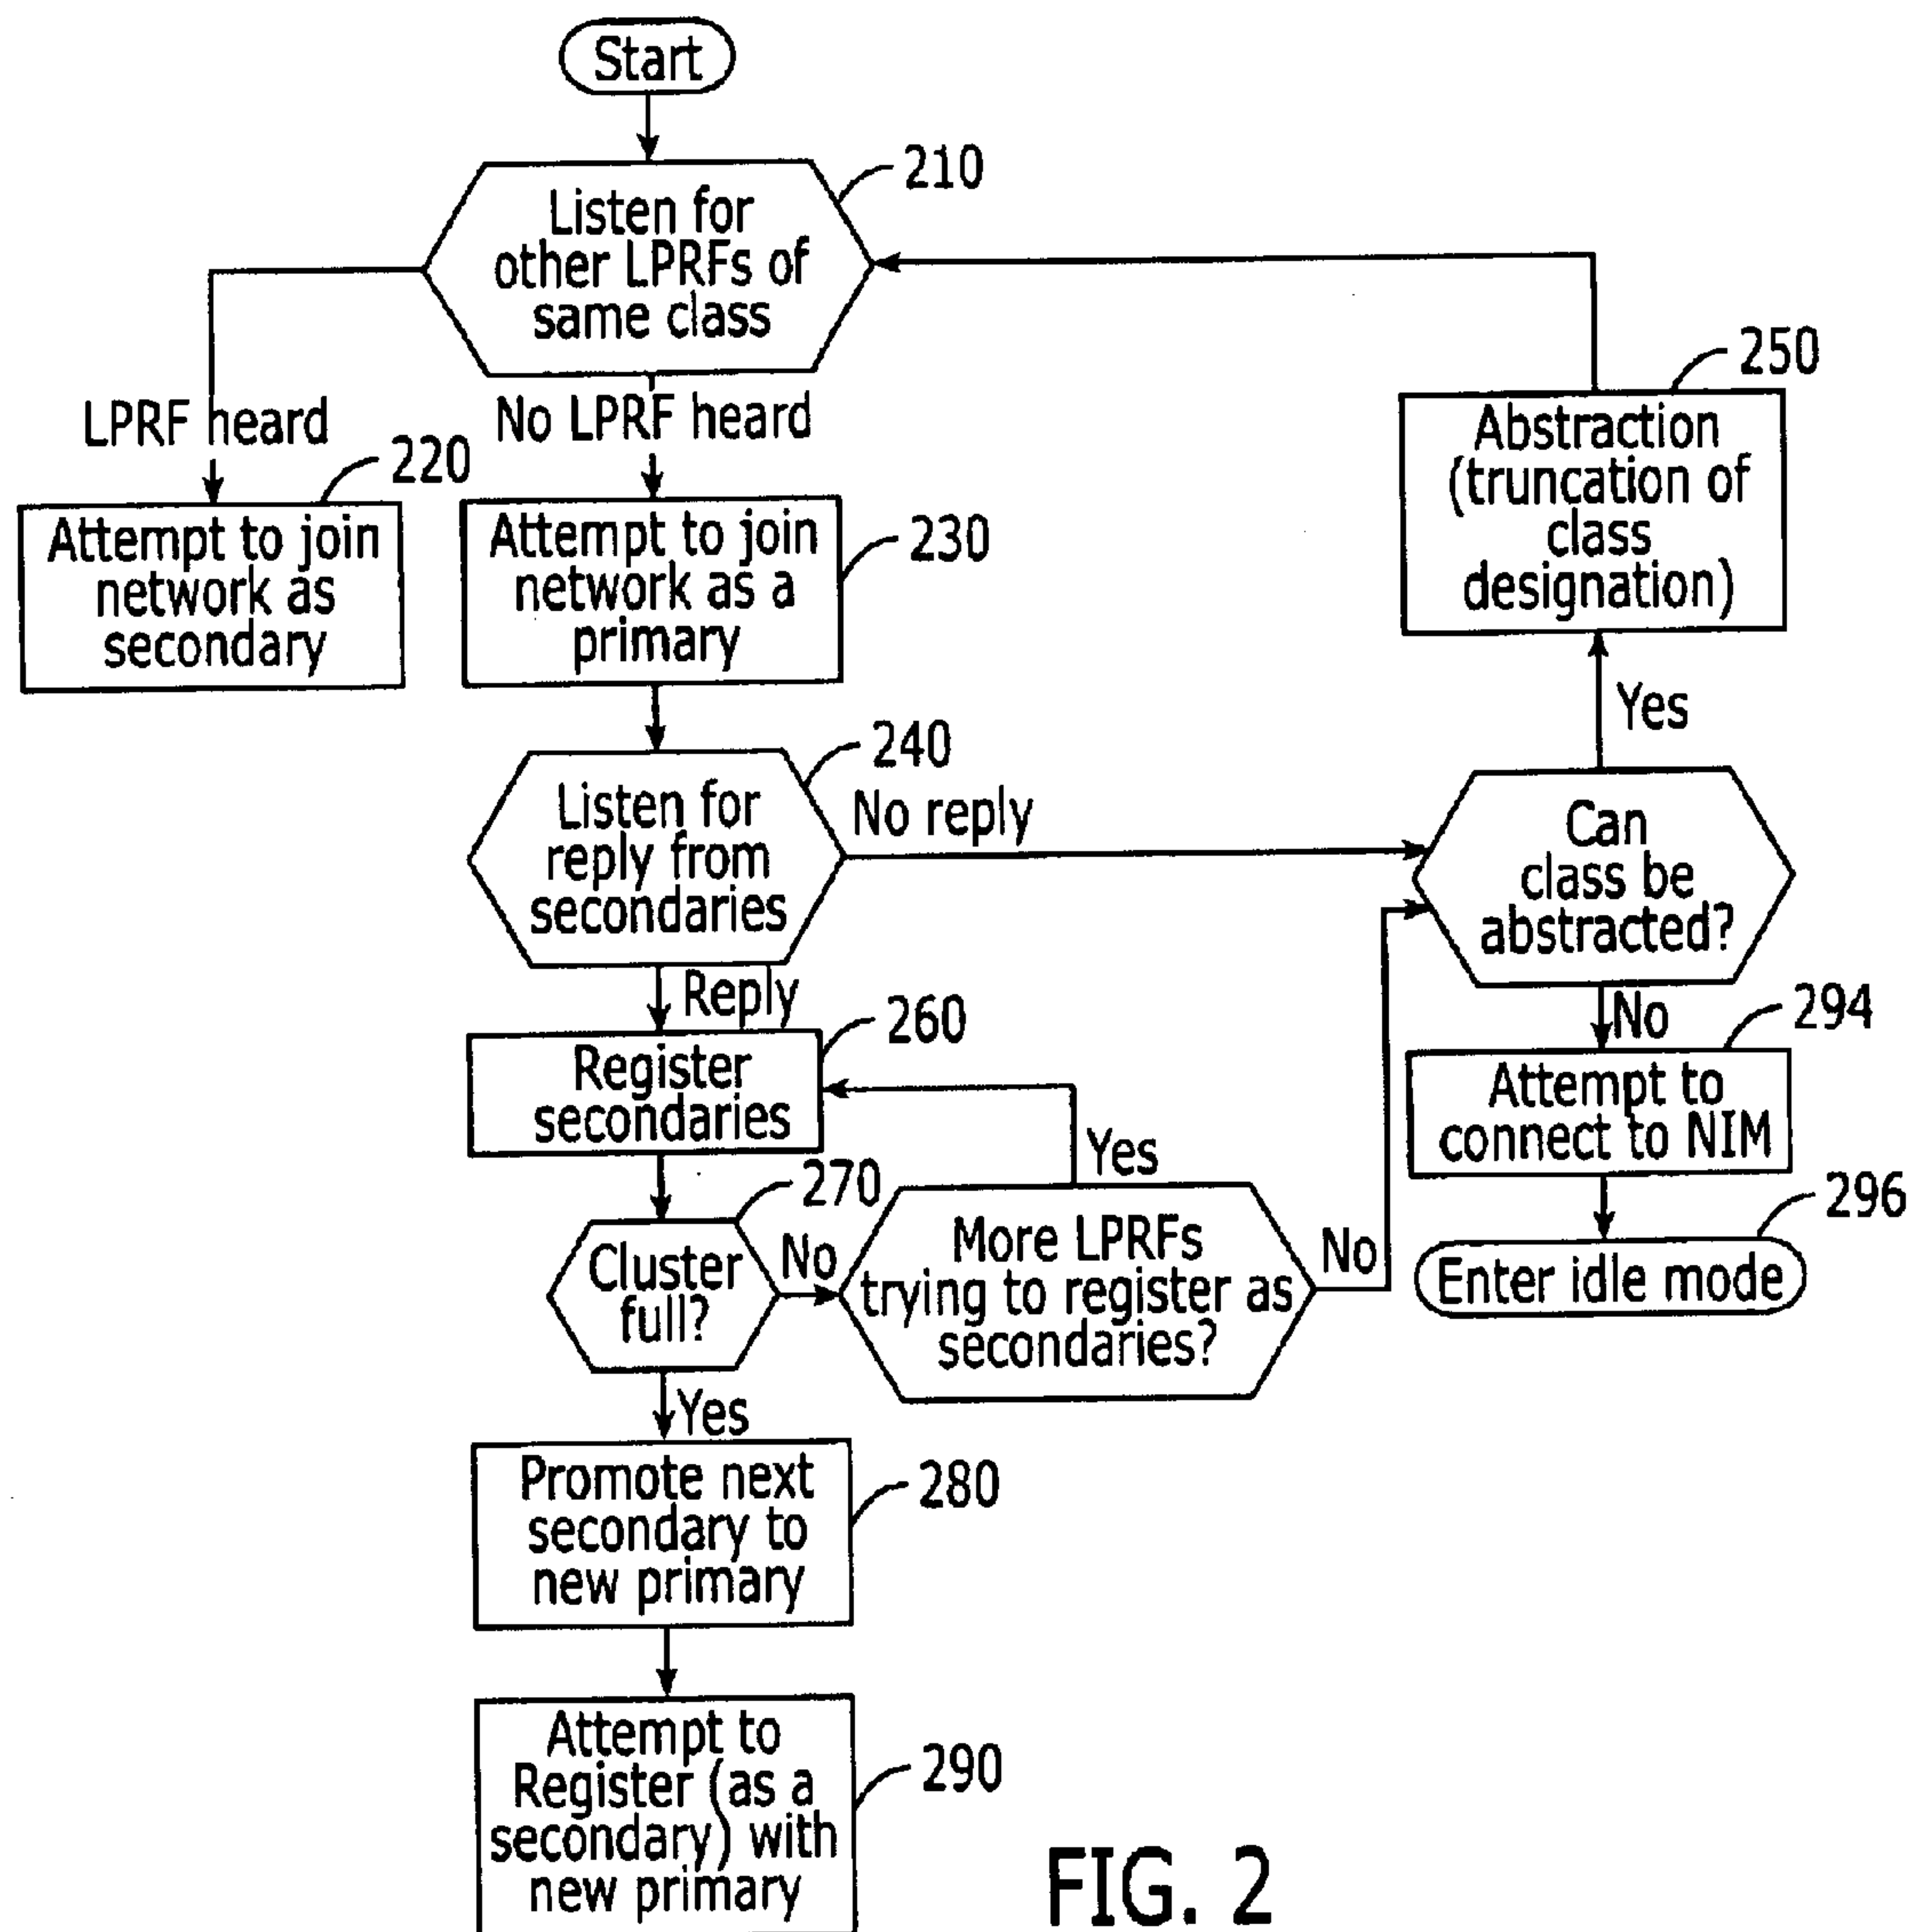 Start
210
Listen for
other LPRFs of
same class
LPRF heard
No LPRF heard
220
Attempt to join
network as
secondary
230
Attempt to join
network as a
primary
250
Abstraction
(truncation of
class
designation)
Yes
240
Listen for
reply from
secondaries
No reply
Can
class be
abstracted?
Reply
No
260
Register
secondaries
294
Attempt to
connect to NIM
296
Enter idle mode
Yes
270
Cluster
full?
No
More LPRFs
trying to register as
secondaries?
No
Yes
280
Promote next
secondary to
new primary
290
Attempt to
Register (as a
secondary) with
new primary
FIG. 2